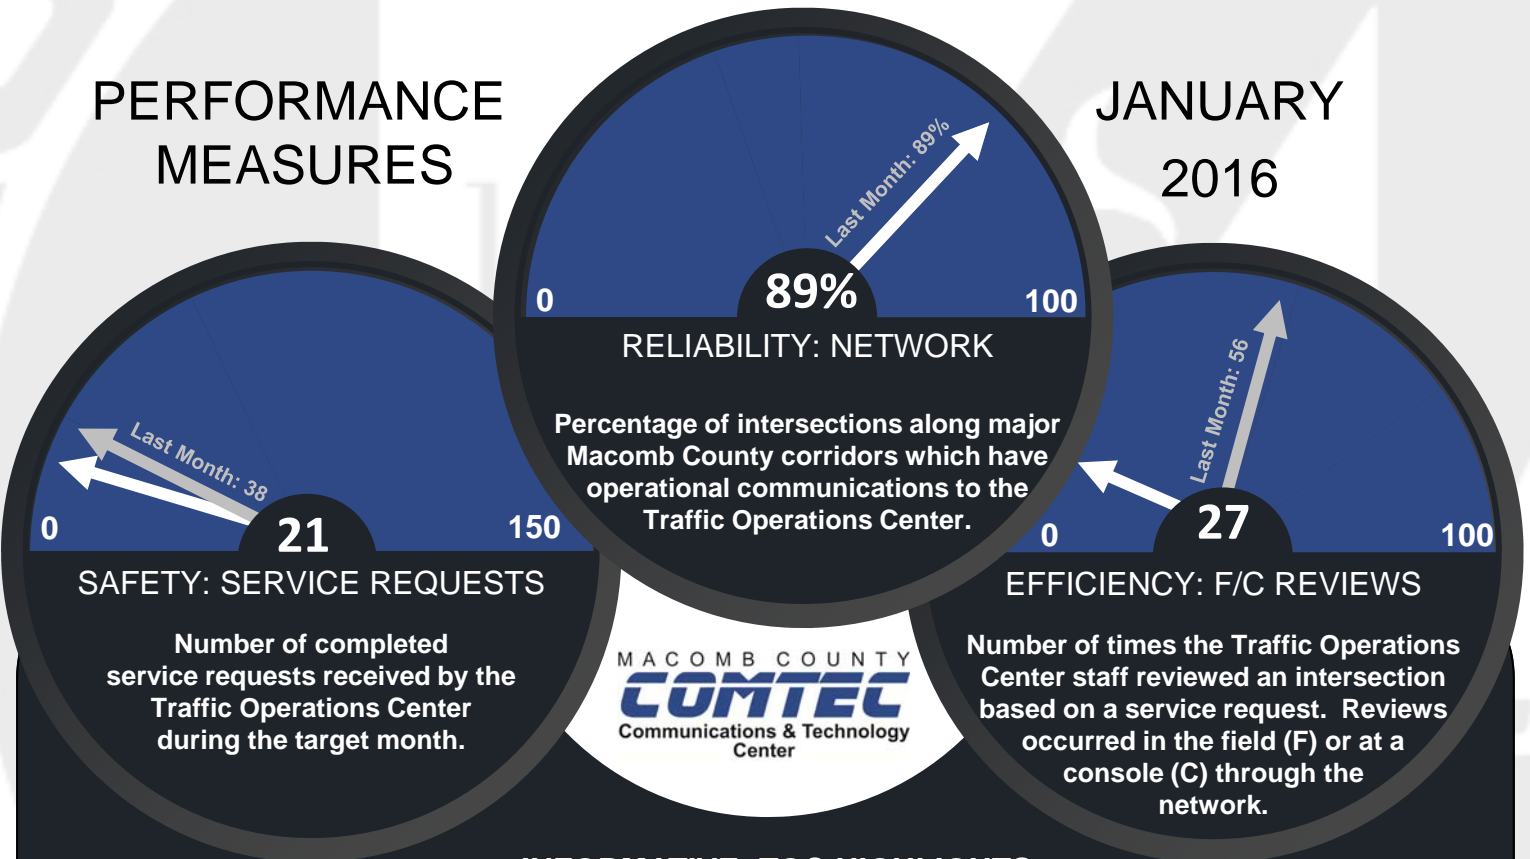 PERFORMANCE
MEASURES
JANUARY
2016
Last Month: 89%
0
89%
100
RELIABILITY: NETWORK
Percentage of intersections along major
Macomb County corridors which have
operational communications to the
Traffic Operations Center.
Last Month: 38
0
21
150
SAFETY: SERVICE REQUESTS
Number of completed
service requests received by the
Traffic Operations Center
during the target month.
Last Month: 56
0
27
100
EFFICIENCY: F/C REVIEWS
Number of times the Traffic Operations
Center staff reviewed an intersection
based on a service request.  Reviews
occurred in the field (F) or at a
console (C) through the
network.
MACOMB COUNTY
COMTEC
Communications & Technology
Center